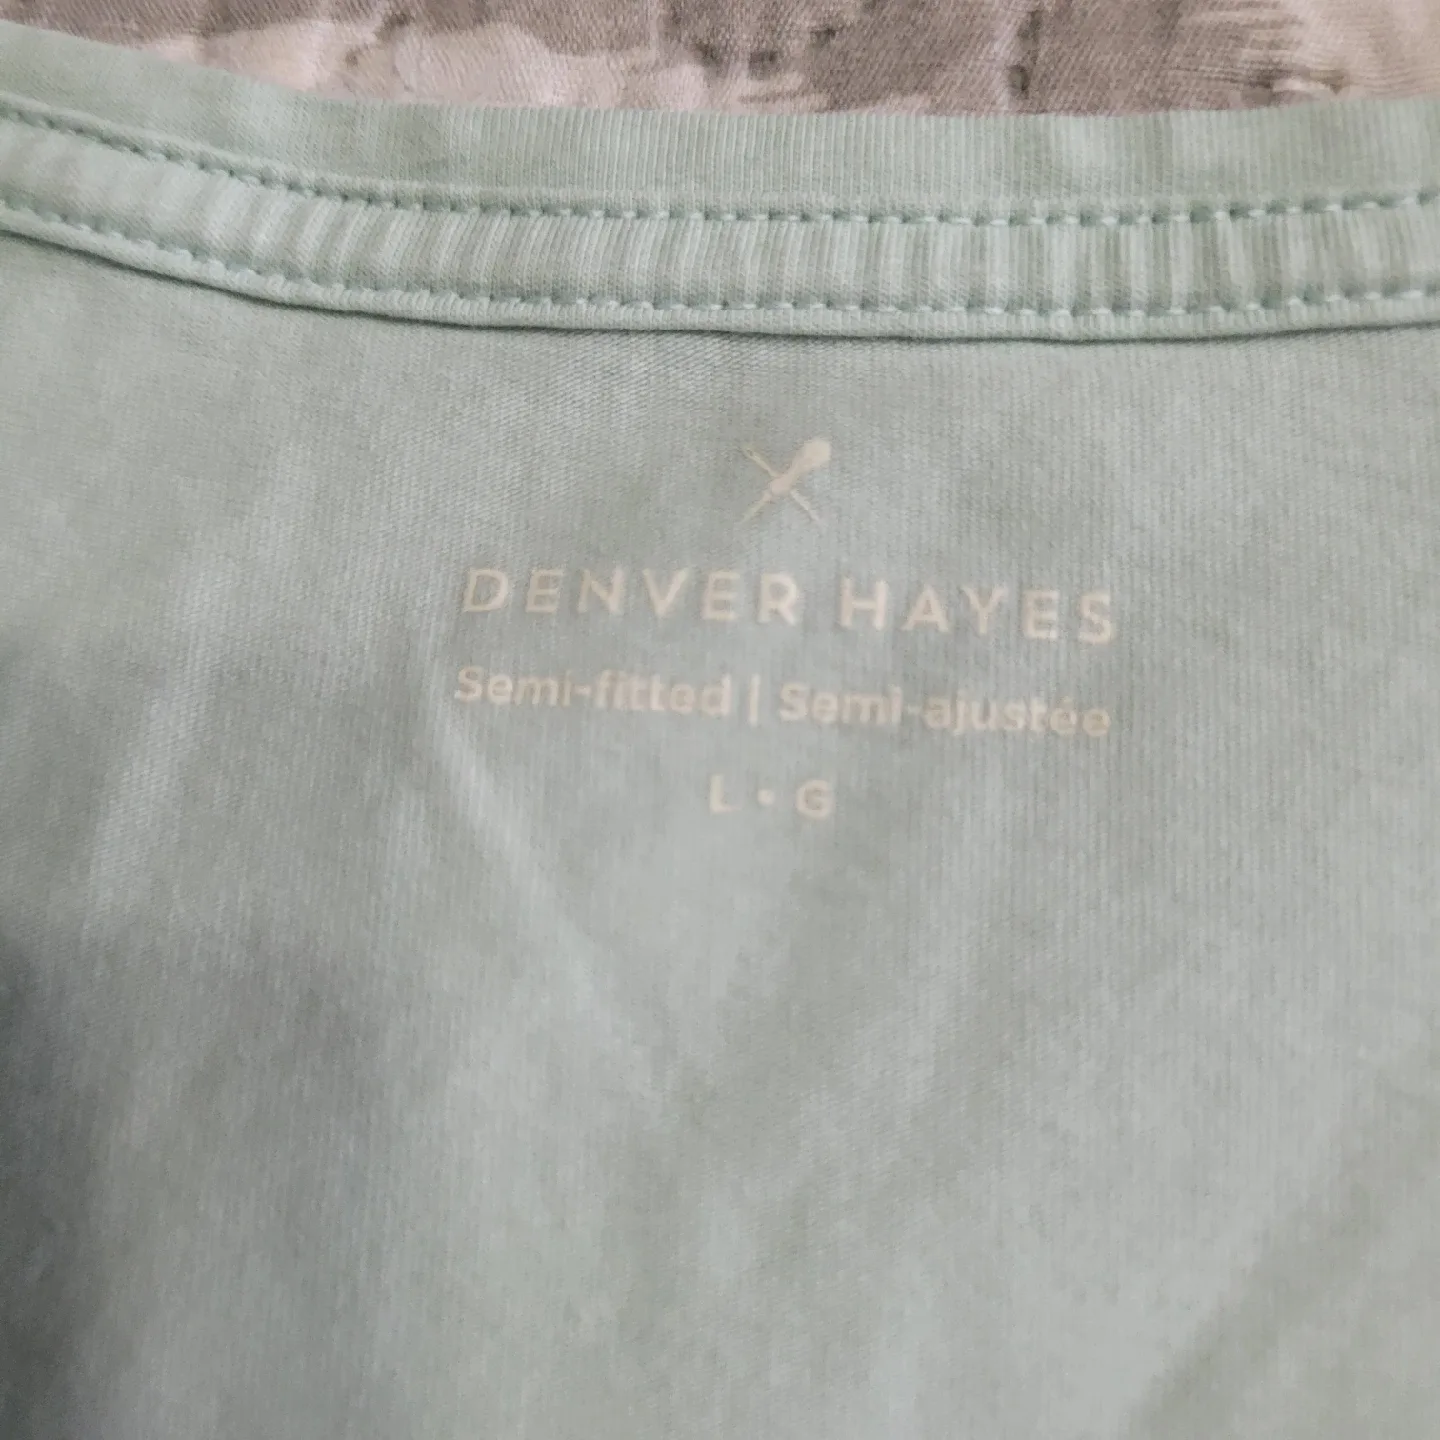 DENVER HAYES
Semi-fitted | Semi-ajustée
L • G